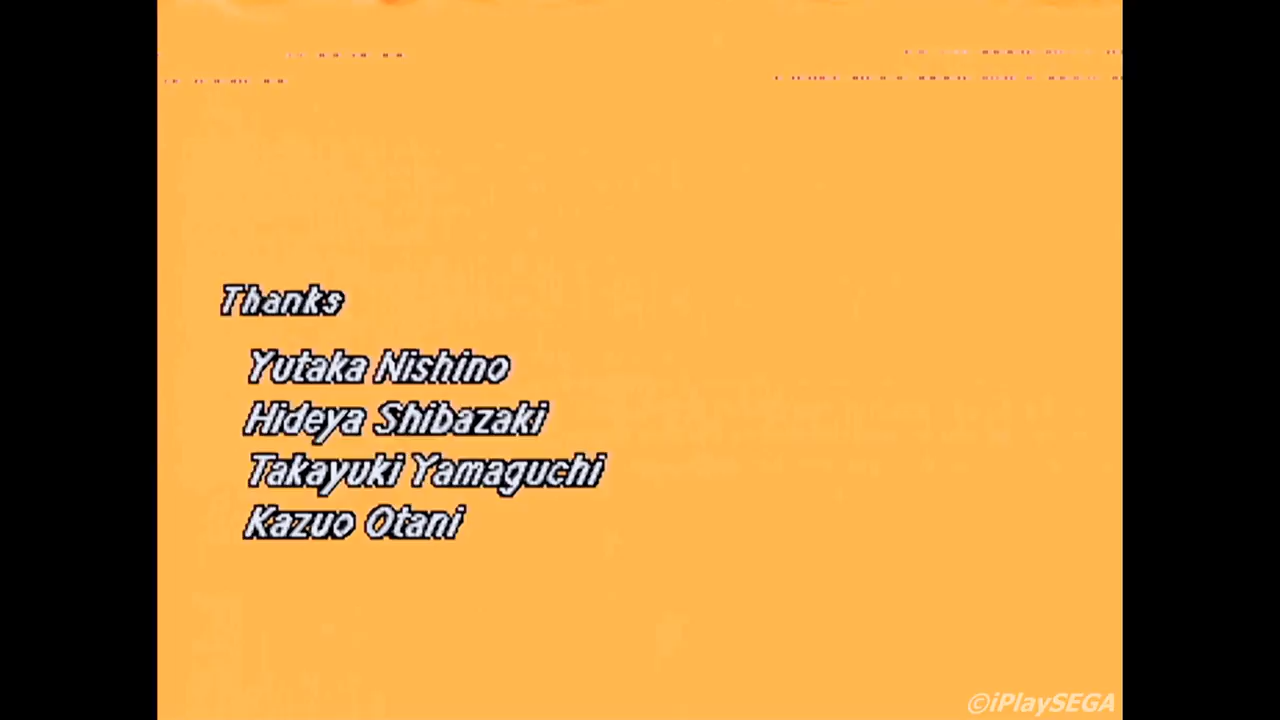 Thanks
Yutaka Nishino
Hideya Shibazaki
Takayuki Yamaguchi
Kazuo Otani
©iPlaySEGA